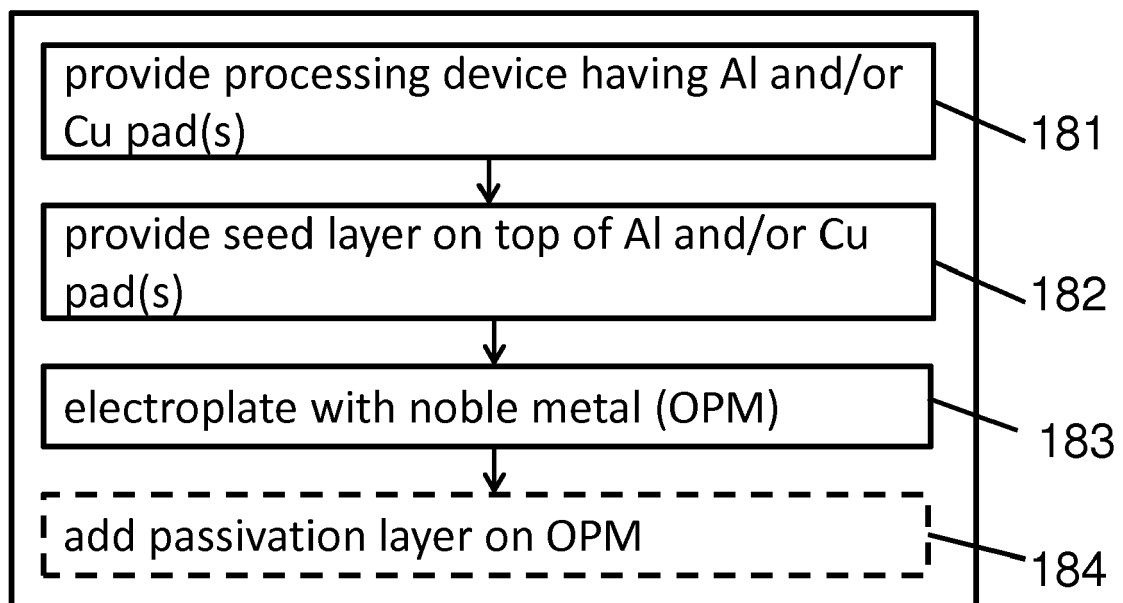 provide processing device having Al and/or
Cu pad(s)
181
provide seed layer on top of Al and/or Cu
pad(s)
182
electroplate with noble metal (OPM)
183
add passivation layer on OPM
184